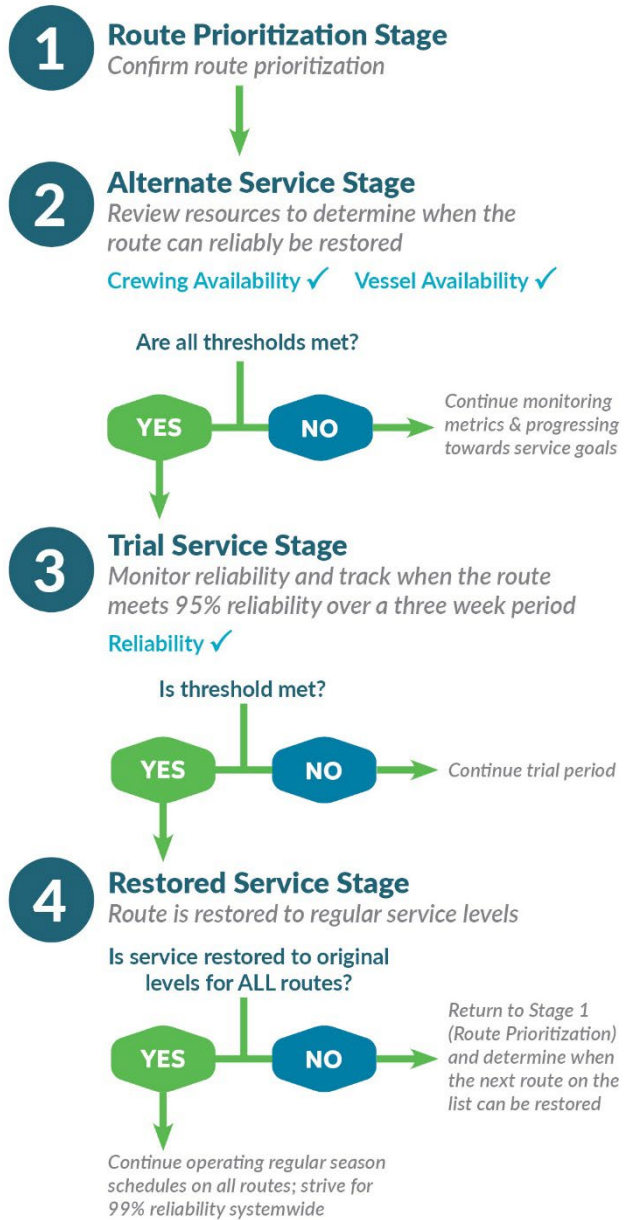 1
Route Prioritization Stage
Confirm route prioritization
2
Alternate Service Stage
Review resources to determine when the
route can reliably be restored
Crewing Availability ✓ Vessel Availability ✓
Are all thresholds met?
YES
NO
Continue monitoring
metrics & progressing
towards service goals
3
Trial Service Stage
Monitor reliability and track when the route
meets 95% reliability over a three week period
Reliability ✓
Is threshold met?
YES
NO
Continue trial period
4
Restored Service Stage
Route is restored to regular service levels
Is service restored to original
levels for ALL routes?
YES
NO
Return to Stage 1
(Route Prioritization)
and determine when
the next route on the
list can be restored
Continue operating regular season
schedules on all routes; strive for
99% reliability systemwide